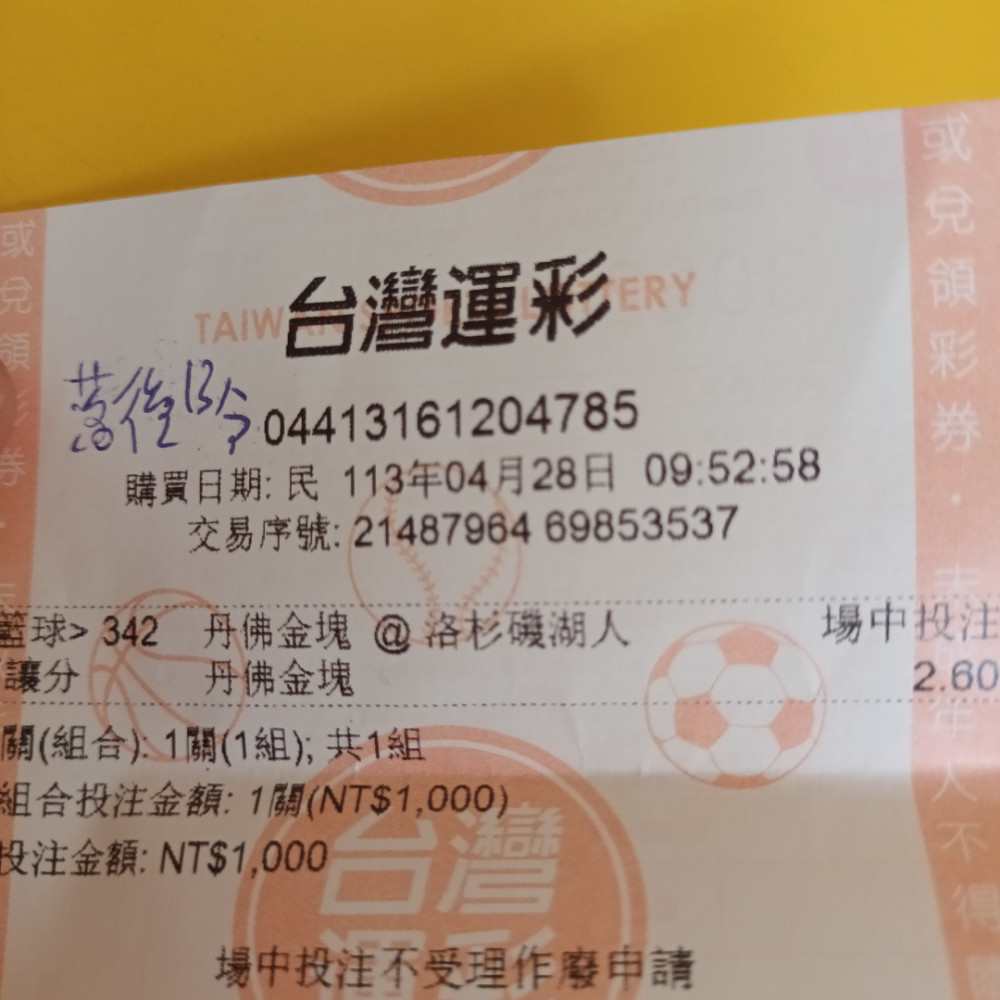 台灣運彩
04413161204785
購買日期: 民 113年04月28日 09:52:58
交易序號: 21487964 69853537
籃球> 342 丹佛金塊 @ 洛杉磯湖人 場中投注
讓分 丹佛金塊 2.60
關(組合): 1關(1組); 共1組
組合投注金額: 1關(NT$1,000)
投注金額: NT$1,000
場中投注不受理作廢申請
台灣
運彩
或兌領彩券
或兌領彩券·未 年人不得